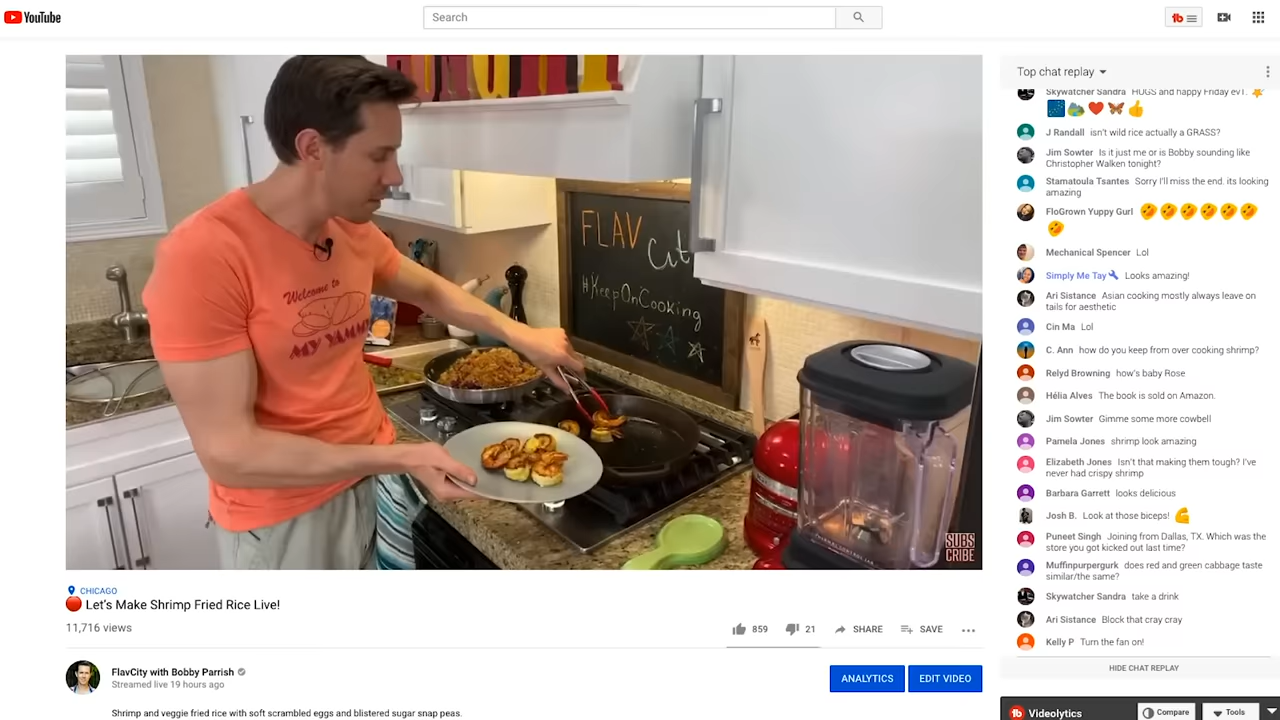 YouTube
Search
Top chat replay
Skywatcher Sandra HUGS and happy Friday ev1.
J Randall isn't wild rice actually a GRASS?
Jim Sowter Is it just me or is Bobby sounding like
Christopher Walken tonight?
Stamatoula Tsantes Sorry I'll miss the end. its looking
amazing
FloGrown Yuppy Gurl
Mechanical Spencer Lol
Simply Me Tay Looks amazing!
Ari Sistance Asian cooking mostly always leave on
tails for aesthetic
Cin Ma Lol
C. Ann how do you keep from over cooking shrimp?
Relyd Browning how's baby Rose
Hélia Alves The book is sold on Amazon.
Jim Sowter Gimme some more cowbell
Pamela Jones shrimp look amazing
Elizabeth Jones Isn't that making them tough? I've
never had crispy shrimp
Barbara Garrett looks delicious
Josh B. Look at those biceps!
Puneet Singh Joining from Dallas, TX. Which was the
store you got kicked out last time?
Muffinpurpergurk does red and green cabbage taste
similar/the same?
Skywatcher Sandra take a drink
Ari Sistance Block that cray cray
Kelly P Turn the fan on!
HIDE CHAT REPLAY
Welcome to
MY TUMMY
FLAV
Cit
#KeepOnCooking
SUBS
CRIBE
CHICAGO
Let's Make Shrimp Fried Rice Live!
11,716 views
859
21
SHARE
SAVE
FlavCity with Bobby Parrish
Streamed live 19 hours ago
ANALYTICS
EDIT VIDEO
Shrimp and veggie fried rice with soft scrambled eggs and blistered sugar snap peas.
tb Videolytics
Compare
Tools